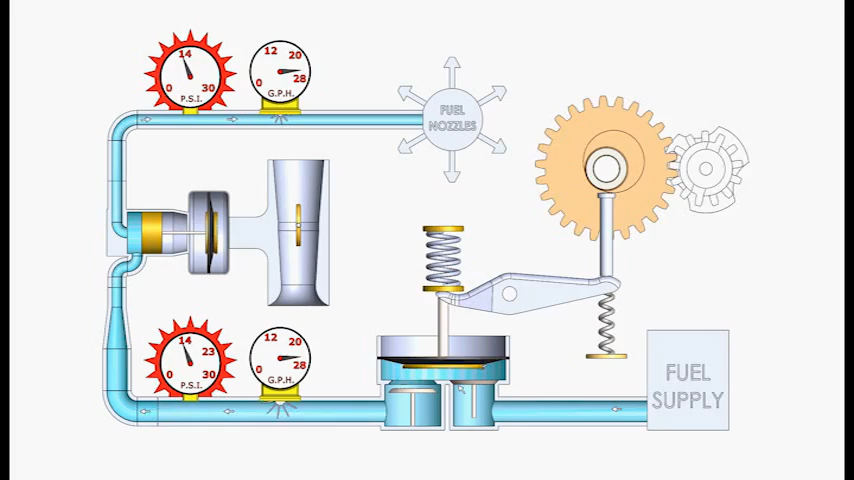 14
0 30
P.S.I.
12 20
0 28
G.P.H.
FUEL
NOZZLES
14 23
0 30
P.S.I.
12 20
0 28
G.P.H.
FUEL
SUPPLY